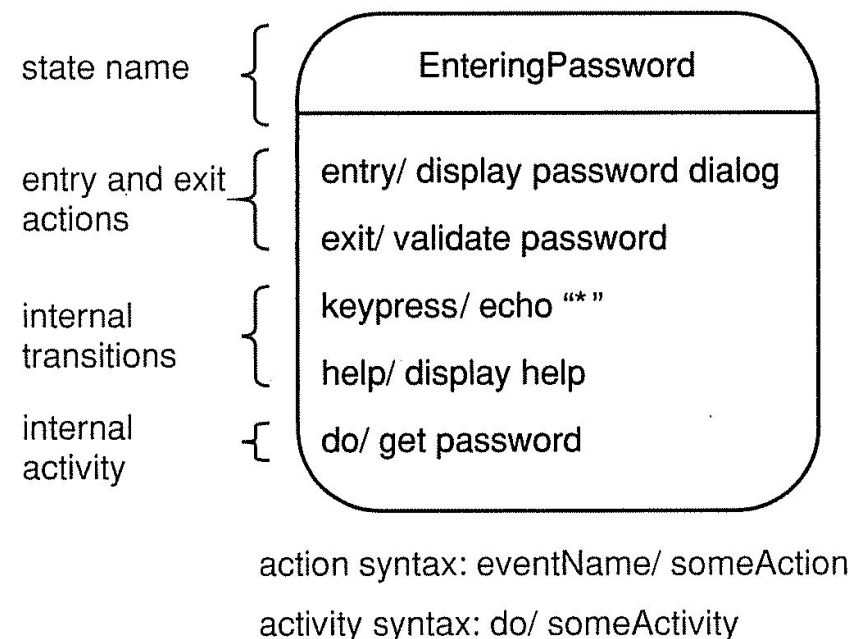 state name
EnteringPassword
entry and exit
actions
entry/ display password dialog
exit/ validate password
internal
transitions
keypress/ echo “*”
help/ display help
internal
activity
do/ get password
action syntax: eventName/ someAction
activity syntax: do/ someActivity